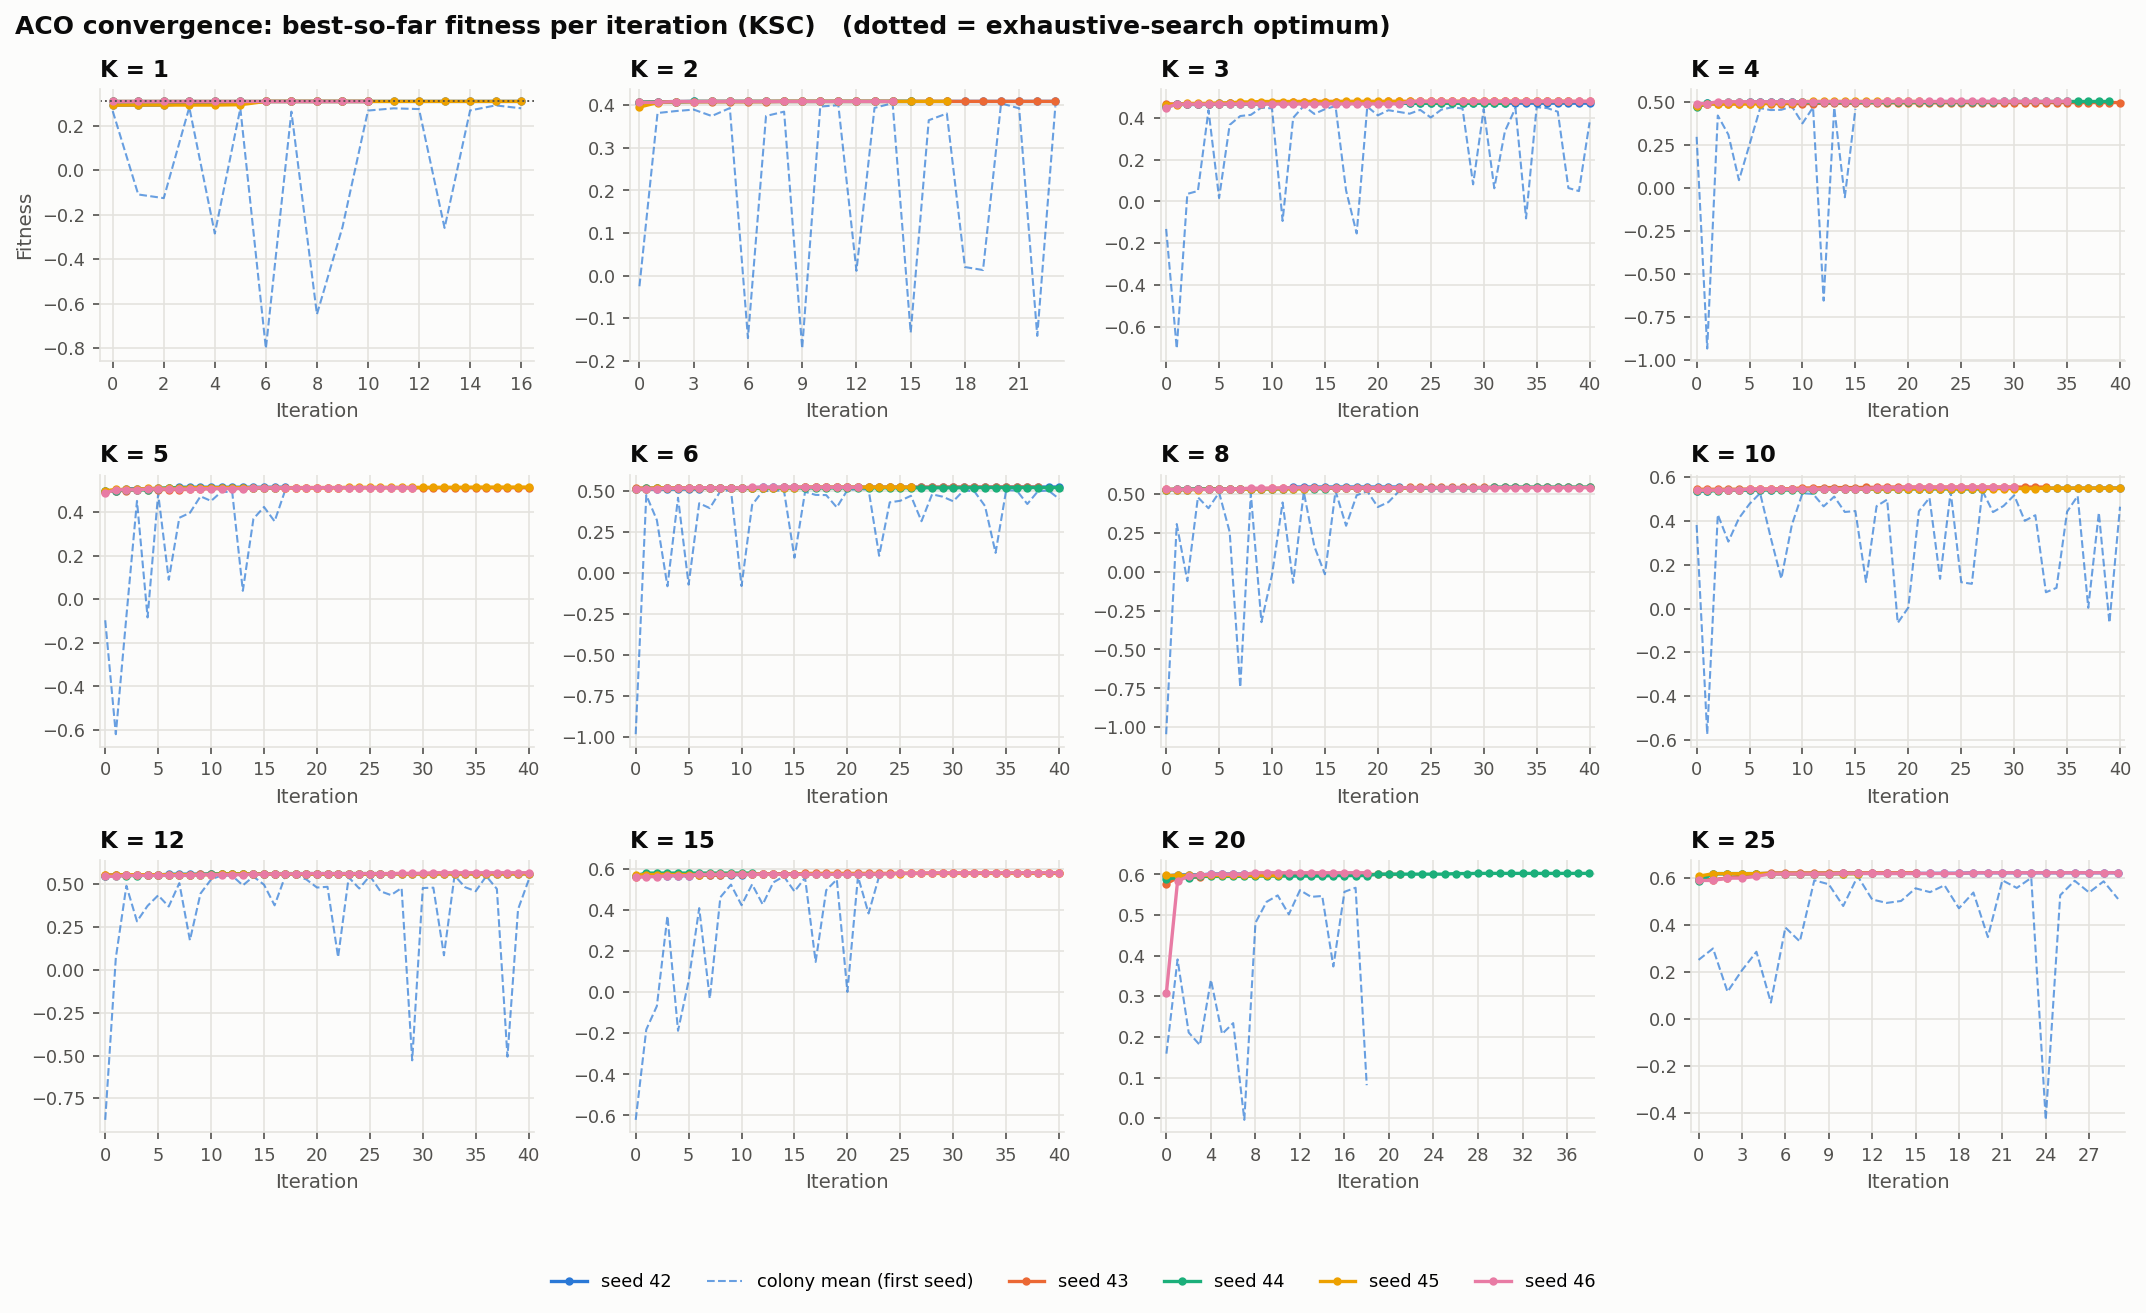 ACO convergence: best-so-far fitness per iteration (KSC)   (dotted = exhaustive-search optimum)
K = 1
0.2
0.0
−0.2
−0.4
−0.6
−0.8
Fitness
0 2 4 6 8 10 12 14 16
Iteration
K = 2
0.4
0.3
0.2
0.1
0.0
−0.1
−0.2
0 3 6 9 12 15 18 21
Iteration
K = 3
0.4
0.2
0.0
−0.2
−0.4
−0.6
0 5 10 15 20 25 30 35 40
Iteration
K = 4
0.50
0.25
0.00
−0.25
−0.50
−0.75
−1.00
0 5 10 15 20 25 30 35 40
Iteration
K = 5
0.4
0.2
0.0
−0.2
−0.4
−0.6
0 5 10 15 20 25 30 35 40
Iteration
K = 6
0.50
0.25
0.00
−0.25
−0.50
−0.75
−1.00
0 5 10 15 20 25 30 35 40
Iteration
K = 8
0.50
0.25
0.00
−0.25
−0.50
−0.75
−1.00
0 5 10 15 20 25 30 35 40
Iteration
K = 10
0.6
0.4
0.2
0.0
−0.2
−0.4
−0.6
0 5 10 15 20 25 30 35 40
Iteration
K = 12
0.50
0.25
0.00
−0.25
−0.50
−0.75
0 5 10 15 20 25 30 35 40
Iteration
K = 15
0.6
0.4
0.2
0.0
−0.2
−0.4
−0.6
0 5 10 15 20 25 30 35 40
Iteration
K = 20
0.6
0.5
0.4
0.3
0.2
0.1
0.0
0 4 8 12 16 20 24 28 32 36
Iteration
K = 25
0.6
0.4
0.2
0.0
−0.2
−0.4
0 3 6 9 12 15 18 21 24 27
Iteration
seed 42 colony mean (first seed) seed 43 seed 44 seed 45 seed 46